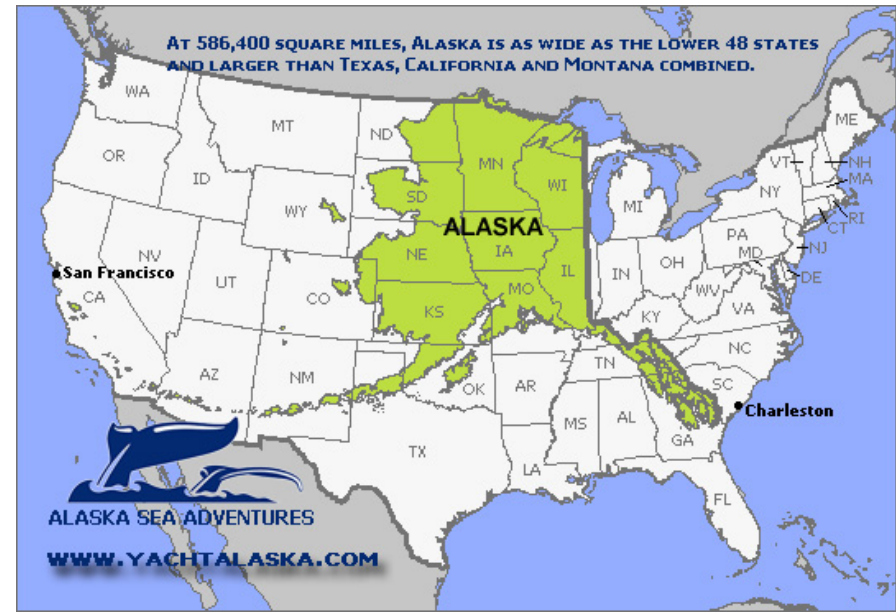 At 586,400 square miles, Alaska is as wide as the lower 48 states
and larger than Texas, California and Montana combined.
WA
MT
ND
ME
OR
ID
MN
VT
NH
MA
WY
SD
WI
MI
NY
RI
CT
ALASKA
NV
NE
IA
PA
MD
NJ
San Francisco
UT
IL
IN
OH
DE
CA
CO
KS
MO
WV
VA
KY
NC
AZ
NM
OK
AR
TN
SC
Charleston
TX
MS
AL
GA
LA
FL
ALASKA SEA ADVENTURES
WWW.YACHTALASKA.COM